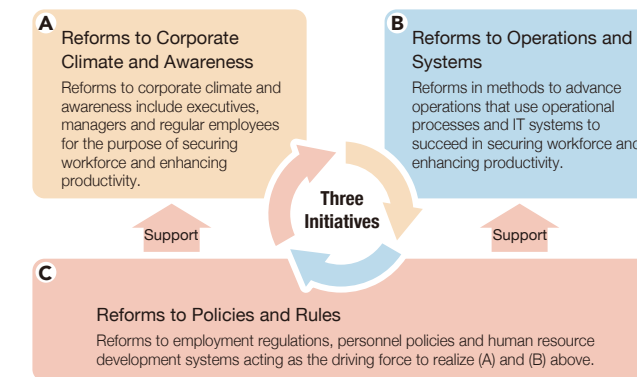 A
Reforms to Corporate
Climate and Awareness
Reforms to corporate climate and
awareness include executives,
managers and regular employees
for the purpose of securing
workforce and enhancing
productivity.
B
Reforms to Operations and
Systems
Reforms in methods to advance
operations that use operational
processes and IT systems to
succeed in securing workforce and
enhancing productivity.
Three
Initiatives
Support
Support
C
Reforms to Policies and Rules
Reforms to employment regulations, personnel policies and human resource
development systems acting as the driving force to realize (A) and (B) above.